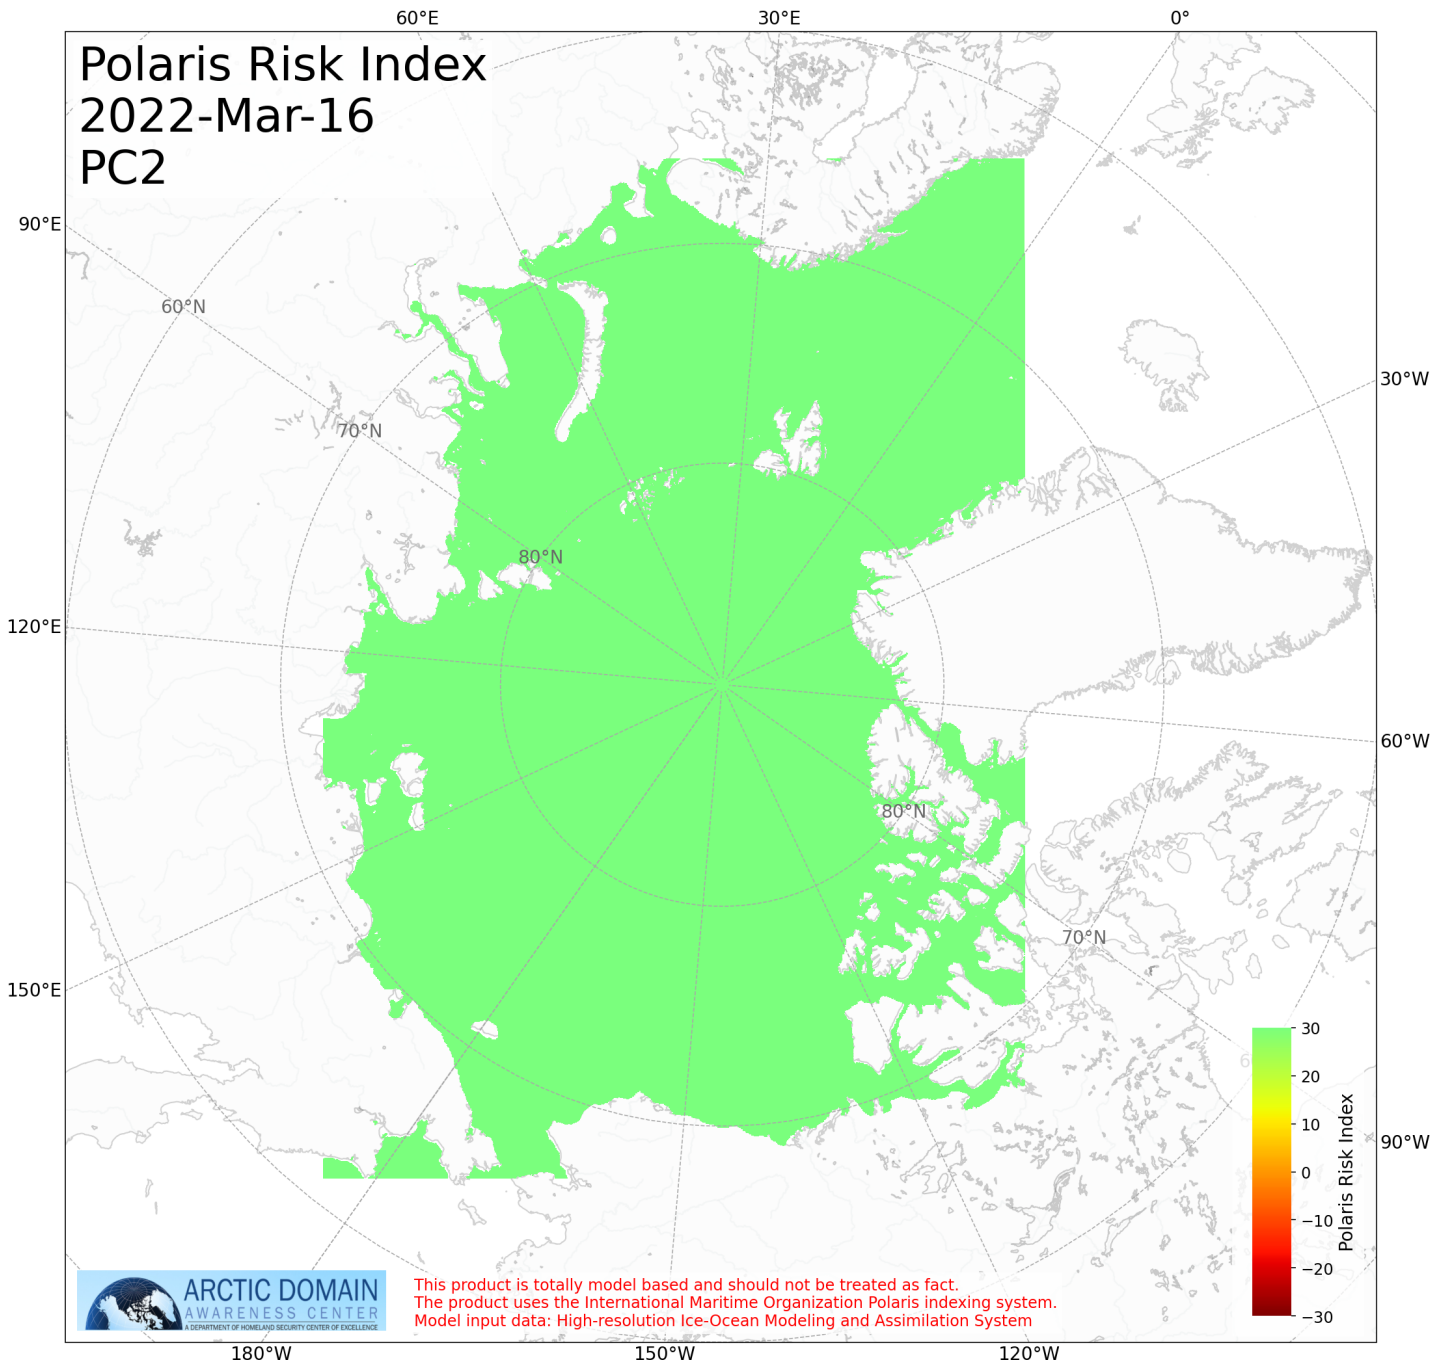 60°E
30°E
0°
Polaris Risk Index
2022-Mar-16
PC2
90°E
60°N
30°W
70°N
80°N
120°E
60°W
80°N
70°N
150°E
30
20
10
0
−10
−20
−30
Polaris Risk Index
90°W
ARCTIC DOMAIN
AWARENESS CENTER
A DEPARTMENT OF HOMELAND SECURITY CENTER OF EXCELLENCE
This product is totally model based and should not be treated as fact.
The product uses the International Maritime Organization Polaris indexing system.
Model input data: High-resolution Ice-Ocean Modeling and Assimilation System
180°W
150°W
120°W